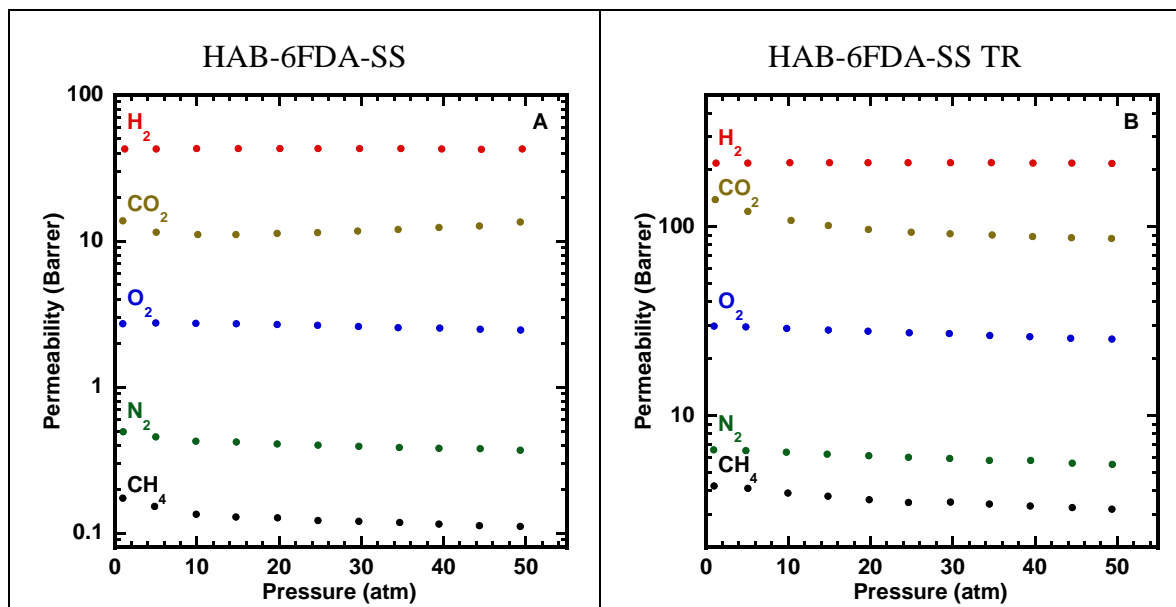 HAB-6FDA-SS
100
A
H2
CO2
10
O2
1
N2
CH4
0.1
0 10 20 30 40 50
Pressure (atm)
Permeability (Barrer)
HAB-6FDA-SS TR
B
H2
CO2
100
O2
10
N2
CH4
0 10 20 30 40 50
Pressure (atm)
Permeability (Barrer)